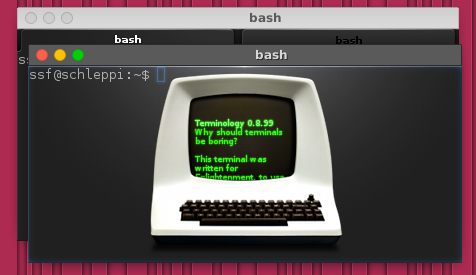 bash
bash
bash
bash
ssf@schleppi:~$
Terminology 0.8.99
Why should terminals
be boring?
This terminal was
written for
Enlightenment, to use